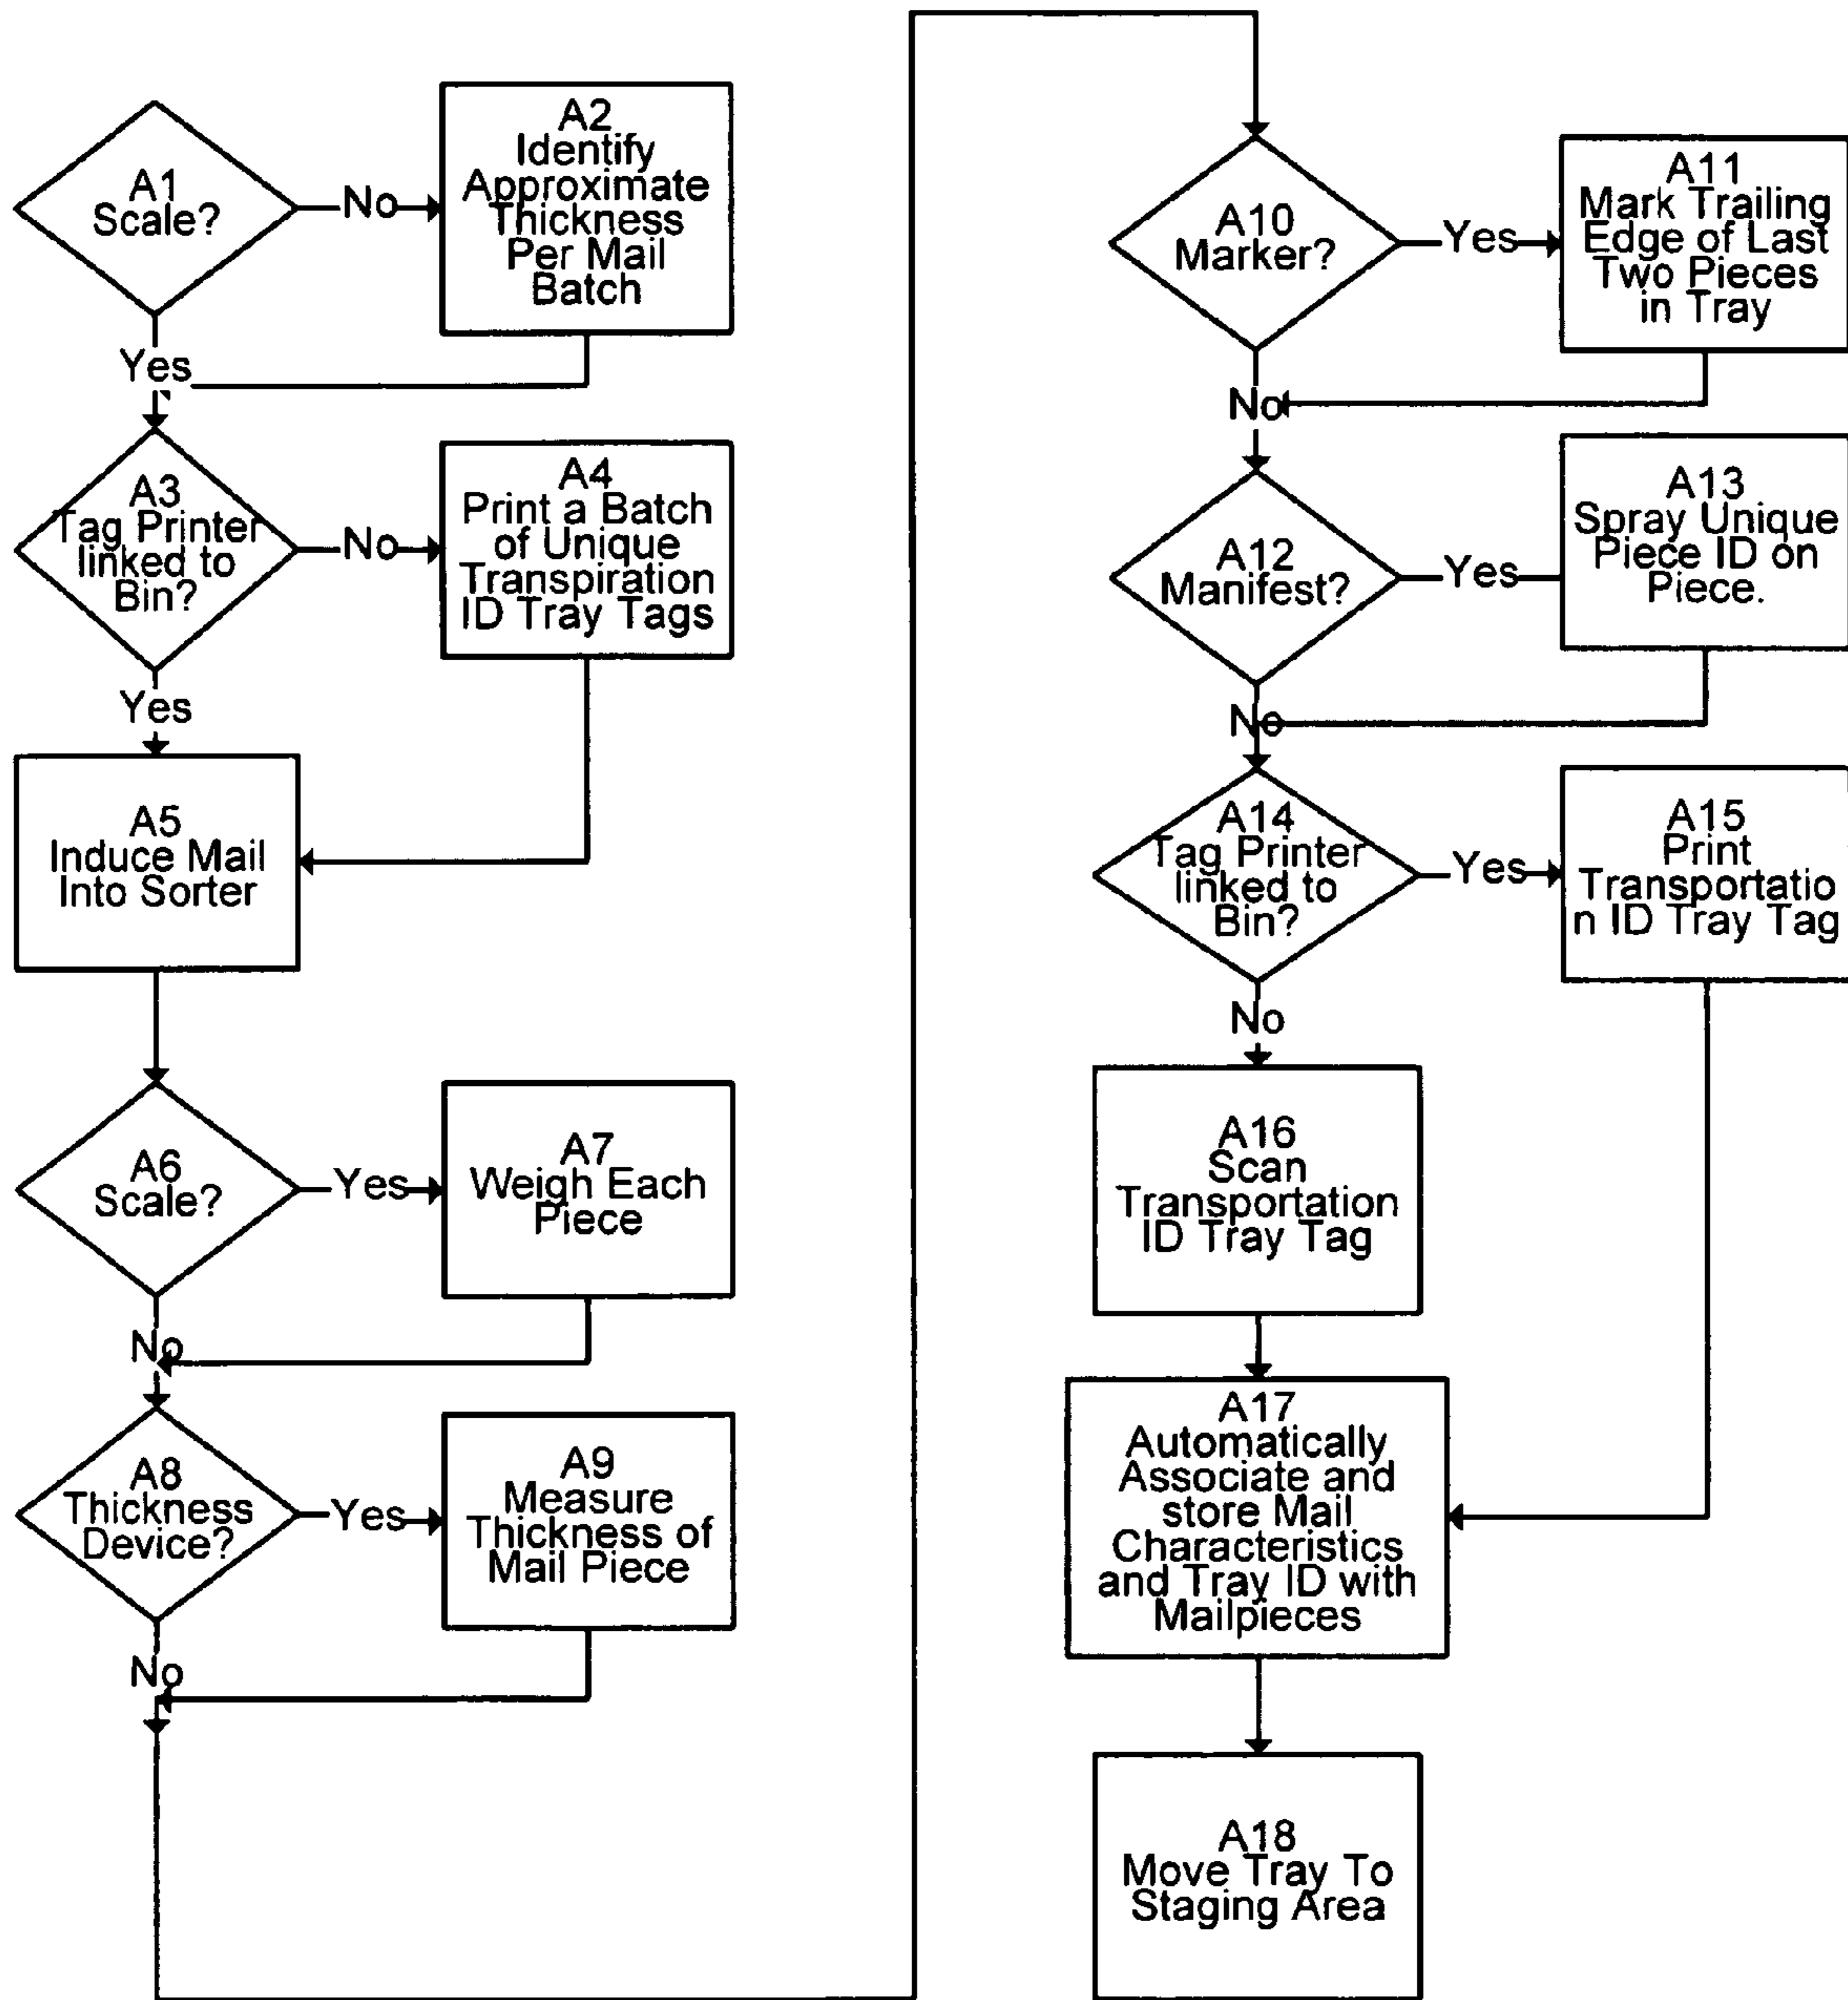 A1
Scale?
No
A2
Identify
Approximate
Thickness
Per Mail
Batch
Yes
A3
Tag Printer
linked to
Bin?
No
A4
Print a Batch
of Unique
Transpiration
ID Tray Tags
Yes
A5
Induce Mail
Into Sorter
A6
Scale?
Yes
A7
Weigh Each
Piece
No
A8
Thickness
Device?
Yes
A9
Measure
Thickness of
Mail Piece
No
A10
Marker?
Yes
A11
Mark Trailing
Edge of Last
Two Pieces
in Tray
No
A12
Manifest?
Yes
A13
Spray Unique
Piece ID on
Piece.
No
A14
Tag Printer
linked to
Bin?
Yes
A15
Print
Transportatio
n ID Tray Tag
No
A16
Scan
Transportation
ID Tray Tag
A17
Automatically
Associate and
store Mail
Characteristics
and Tray ID with
Mailpieces
A18
Move Tray To
Staging Area